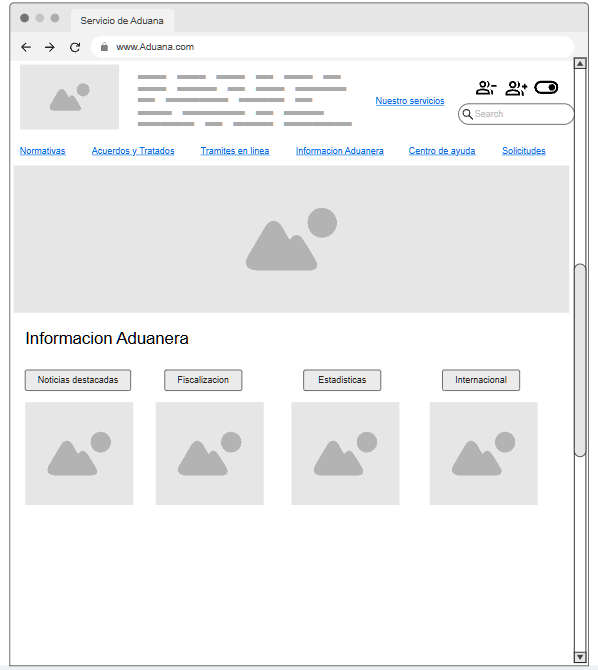 Servicio de Aduana
www.Aduana.com
Nuestro servicios
Search
Normativas Acuerdos y Tratados Tramites en linea Informacion Aduanera Centro de ayuda Solicitudes
Informacion Aduanera
Noticias destacadas Fiscalizacion Estadisticas Internacional